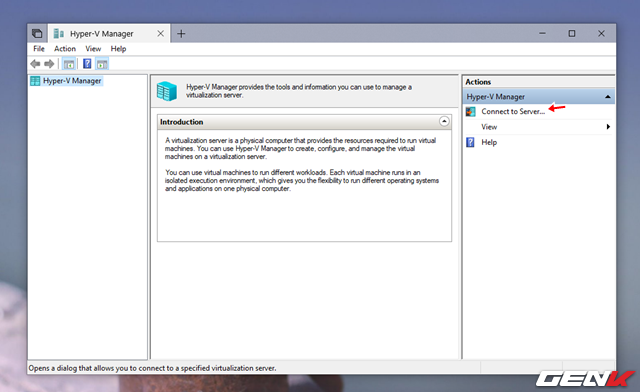 Hyper-V Manager
File Action View Help
Hyper-V Manager
Hyper-V Manager provides the tools and information you can use to manage a
virtualization server.
Introduction
A virtualization server is a physical computer that provides the resources required to run virtual
machines. You can use Hyper-V Manager to create, configure, and manage the virtual
machines on a virtualization server.
You can use virtual machines to run different workloads. Each virtual machine runs in an
isolated execution environment, which gives you the flexibility to run different operating systems
and applications on one physical computer.
Actions
Hyper-V Manager
Connect to Server...
View
Help
Opens a dialog that allows you to connect to a specified virtualization server.
GENK